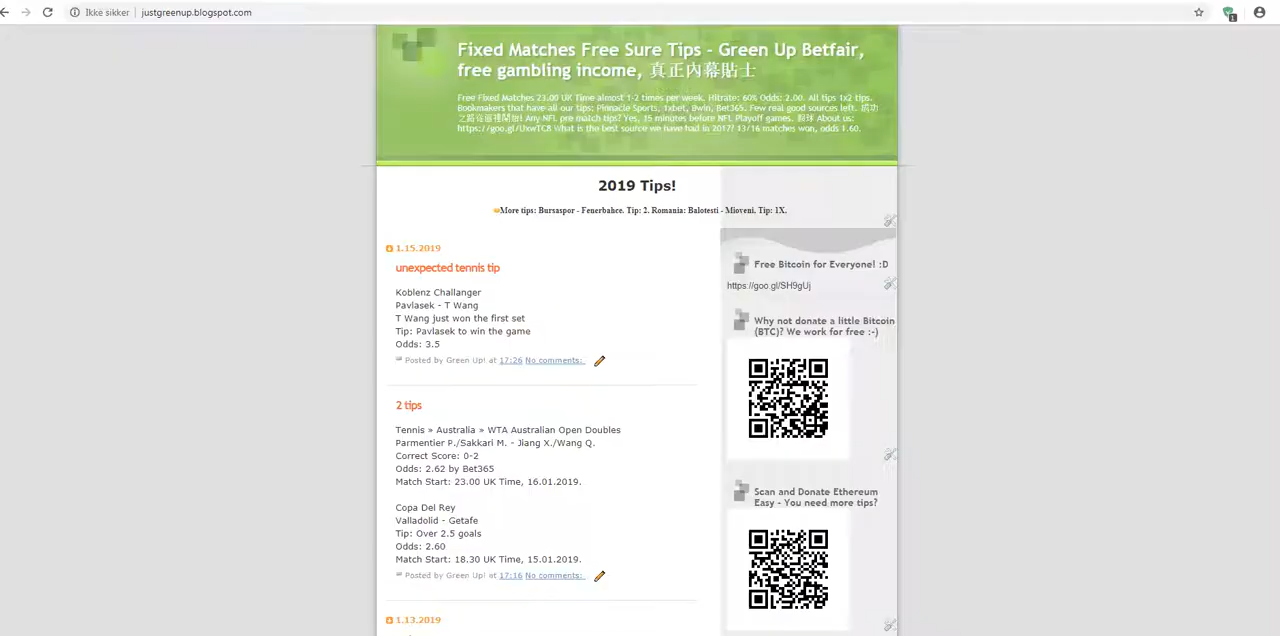 Ikke sikker
justgreenup.blogspot.com
1
Fixed Matches Free Sure Tips - Green Up Betfair,
free gambling income, 真正內幕貼士
Free Fixed Matches 23.00 UK Time almost 1-2 times per week. Hitrate: 60% Odds: 2.00. All tips 1x2 tips.
Bookmakers that have all our tips: Pinnacle Sports, 1xbet, Bwin, Bet365. Few real good sources left. 成功
之路從這裡開始! Any NFL pre match tips? Yes, 15 minutes before NFL Playoff games. About us:
https://goo.gl/UxwTC8 What is the best source we have had in 2017? 13/16 matches won, odds 1.60.
2019 Tips!
More tips: Bursaspor - Fenerbahce. Tip: 2. Romania: Balotesti - Mioveni. Tip: 1X.
1.15.2019
unexpected tennis tip
Koblenz Challanger
Pavlasek - T Wang
T Wang just won the first set
Tip: Pavlasek to win the game
Odds: 3.5
Posted by Green Up! at 17:26 No comments:
2 tips
Tennis » Australia » WTA Australian Open Doubles
Parmentier P./Sakkari M. - Jiang X./Wang Q.
Correct Score: 0-2
Odds: 2.62 by Bet365
Match Start: 23.00 UK Time, 16.01.2019.
Copa Del Rey
Valladolid - Getafe
Tip: Over 2.5 goals
Odds: 2.60
Match Start: 18.30 UK Time, 15.01.2019.
Posted by Green Up! at 17:16 No comments:
1.13.2019
Free Bitcoin for Everyone! :D
https://goo.gl/SH9gUj
Why not donate a little Bitcoin
(BTC)? We work for free :-)
Scan and Donate Ethereum
Easy - You need more tips?